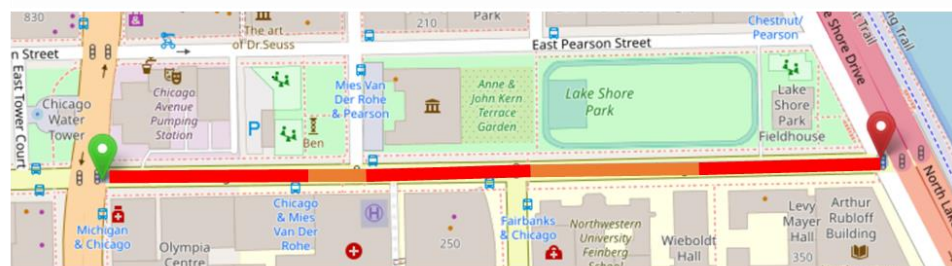 830
The art
of Dr.Seuss
210
Park
Chestnut/
Pearson
n Street
East Pearson Street
East Tower Court
Chicago
Water
Tower
Chicago
Avenue
Pumping
Station
P
Ben
Mies Van
Der Rohe
& Pearson
Anne &
John Kern
Terrace
Garden
Lake Shore
Park
Lake
Shore
Park
Fieldhouse
Shore Drive
Trail
Michigan
& Chicago
Olympia
Centre
Chicago
& Mies
Van Der
Rohe
H
250
Fairbanks
& Chicago
Northwestern
University
Feinberg
School
Wieboldt
Hall
Levy
Mayer
Hall
350
Arthur
Rubloff
Building
North La